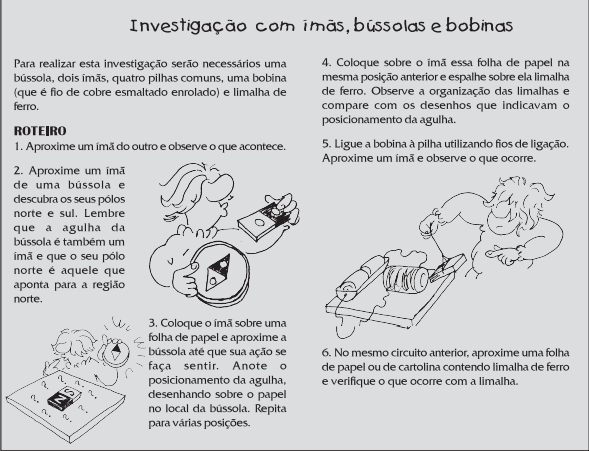 Investigação com ímãs, bússolas e bobinas
Para realizar esta investigação serão necessários uma
bússola, dois ímãs, quatro pilhas comuns, uma bobina
(que é fio de cobre esmaltado enrolado) e limalha de
ferro.
ROTEIRO
1. Aproxime um ímã do outro e observe o que acontece.
2. Aproxime um ímã
de uma bússola e
descubra os seus pólos
norte e sul. Lembre
que a agulha da
bússola é também um
ímã e que o seu pólo
norte é aquele que
aponta para a região
norte.
3. Coloque o ímã sobre uma
folha de papel e aproxime a
bússola até que sua ação se
faça sentir. Anote o
posicionamento da agulha,
desenhando sobre o papel
no local da bússola. Repita
para várias posições.
4. Coloque sobre o ímã essa folha de papel na
mesma posição anterior e espalhe sobre ela limalha
de ferro. Observe a organização das limalhas e
compare com os desenhos que indicavam o
posicionamento da agulha.
5. Ligue a bobina à pilha utilizando fios de ligação.
Aproxime um ímã e observe o que ocorre.
6. No mesmo circuito anterior, aproxime uma folha
de papel ou de cartolina contendo limalha de ferro
e verifique o que ocorre com a limalha.